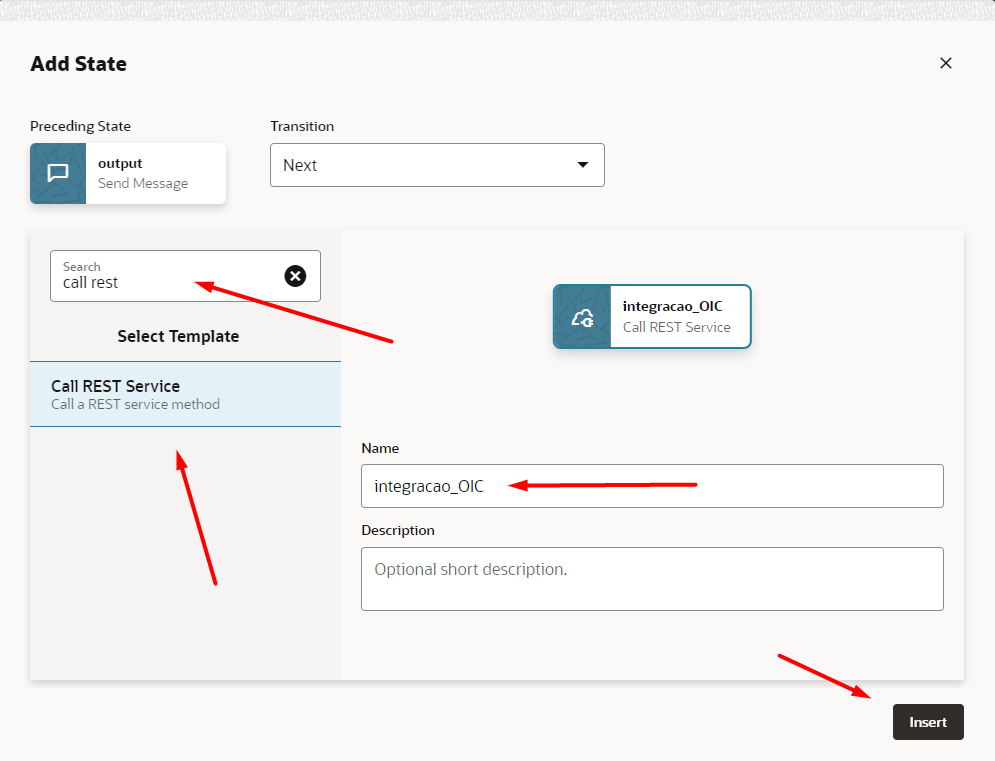 Add State
Preceding State
Transition
output
Send Message
Next
Search
call rest
Select Template
Call REST Service
Call a REST service method
integracao_OIC
Call REST Service
Name
integracao_OIC
Description
Optional short description.
Insert